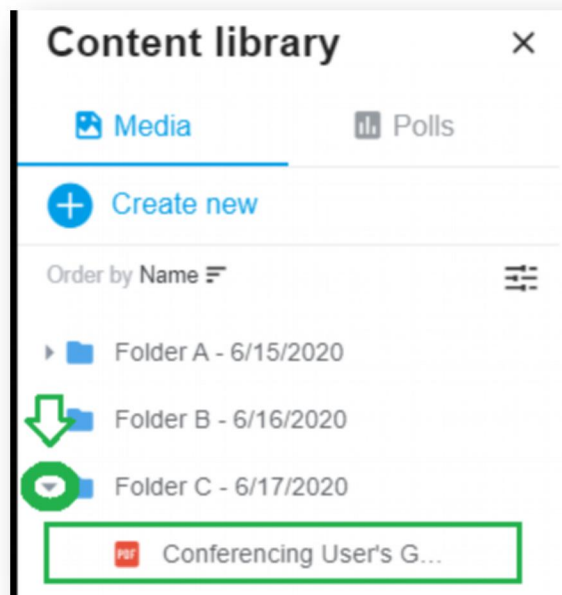 Content library
Media
Polls
Create new
Order by Name
Folder A - 6/15/2020
Folder B - 6/16/2020
Folder C - 6/17/2020
PDF Conferencing User's G...